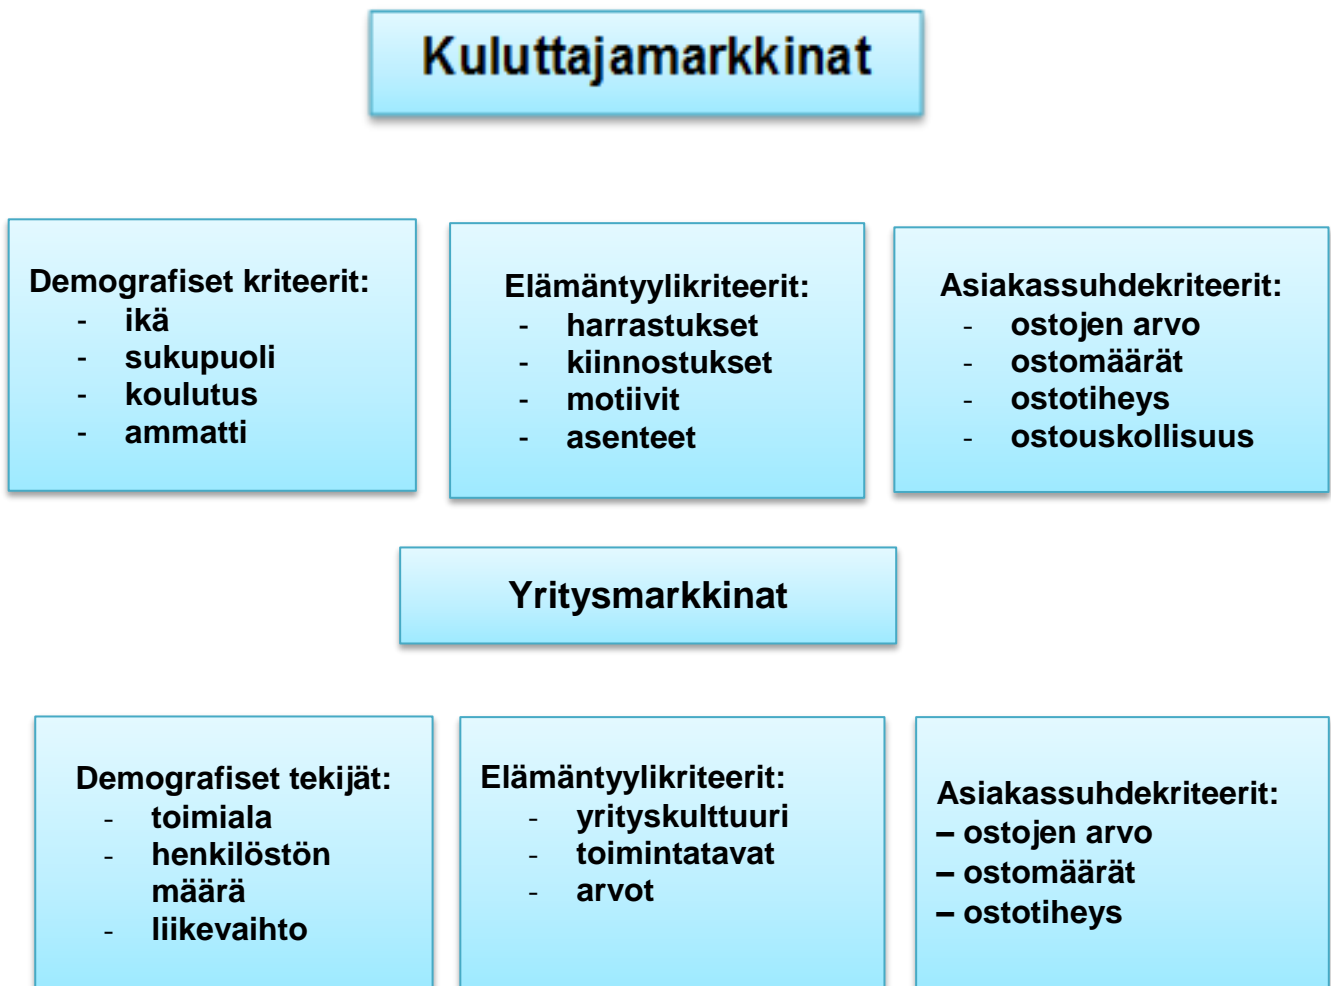 Kuluttajamarkkinat
Demografiset kriteerit:
- ikä
- sukupuoli
- koulutus
- ammatti
Elämäntyylikriteerit:
- harrastukset
- kiinnostukset
- motiivit
- asenteet
Asiakassuhdekriteerit:
- ostojen arvo
- ostomäärät
- ostotiheys
- ostouskollisuus
Yritysmarkkinat
Demografiset tekijät:
- toimiala
- henkilöstön
määrä
- liikevaihto
Elämäntyylikriteerit:
- yrityskulttuuri
- toimintatavat
- arvot
Asiakassuhdekriteerit:
– ostojen arvo
– ostomäärät
– ostotiheys